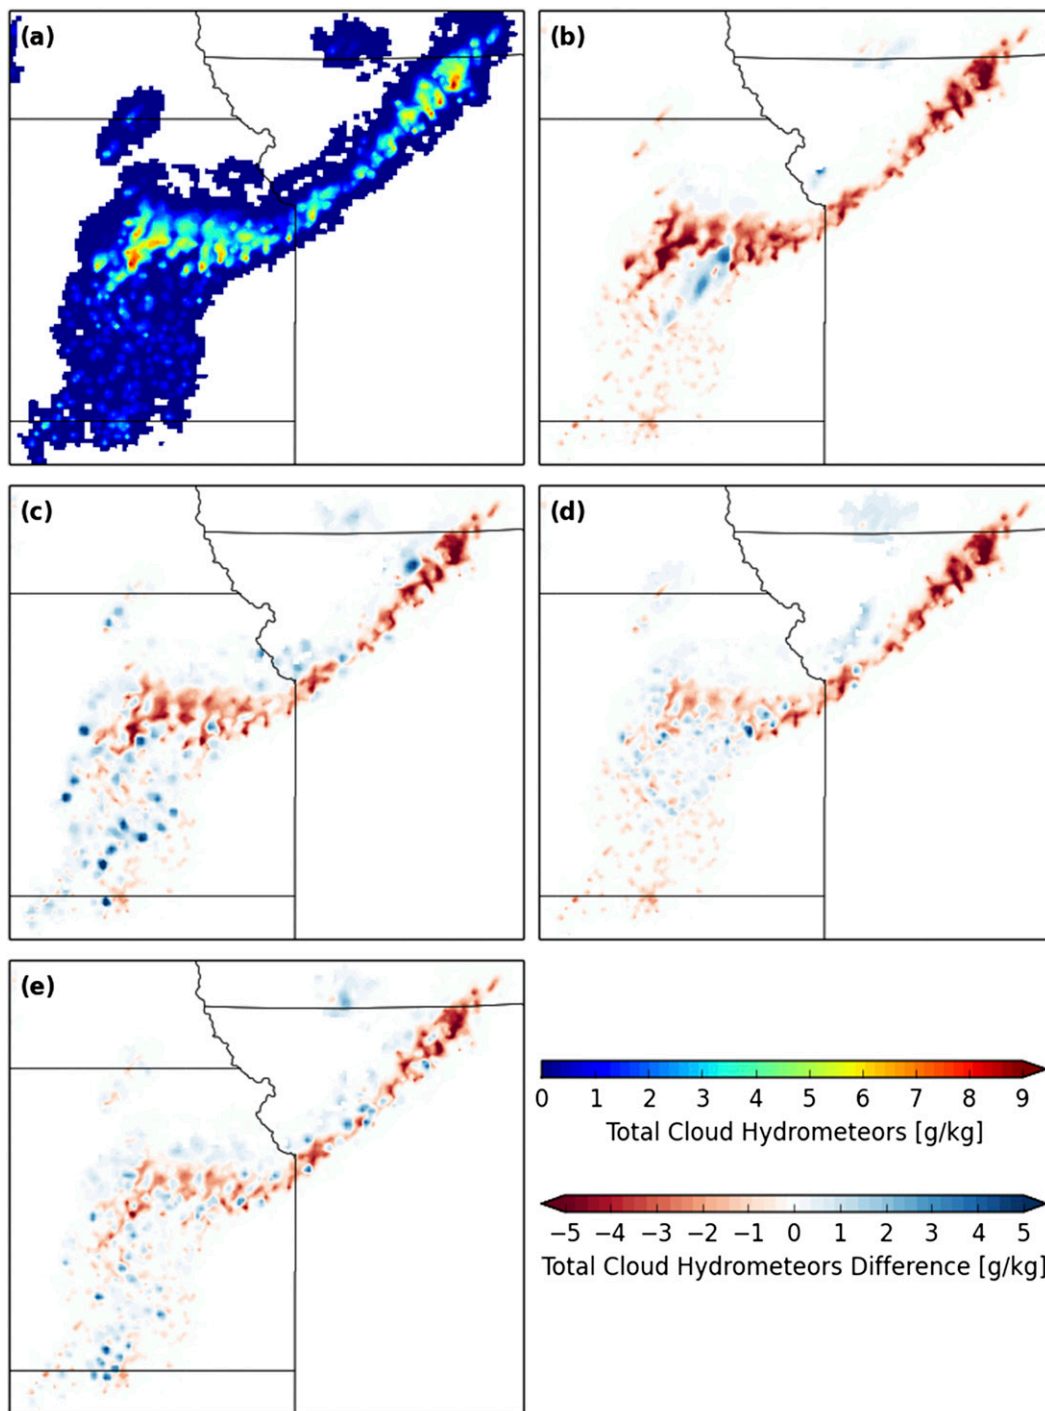 (a)
(b)
(c)
(d)
(e)
0 1 2 3 4 5 6 7 8 9
Total Cloud Hydrometeors [g/kg]
−5 −4 −3 −2 −1 0 1 2 3 4 5
Total Cloud Hydrometeors Difference [g/kg]